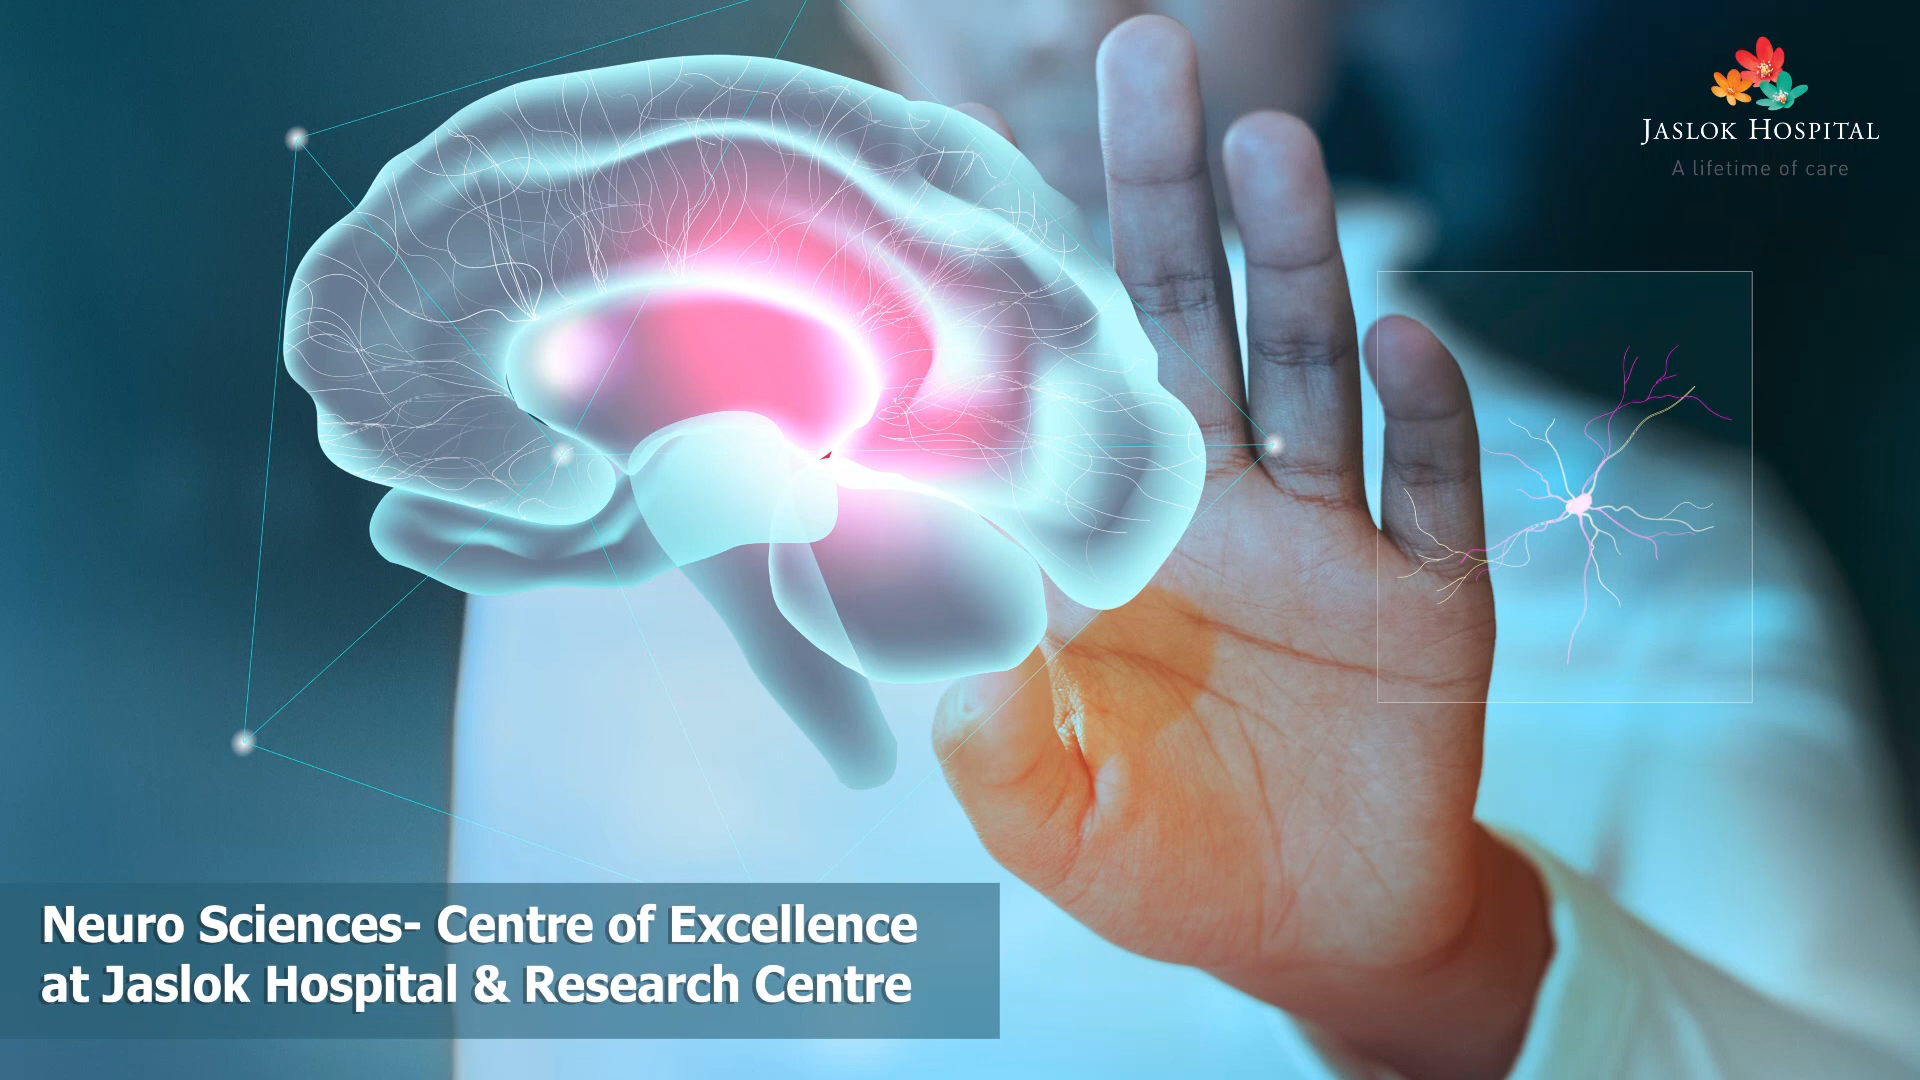 JASLOK HOSPITAL
A lifetime of care
Neuro Sciences- Centre of Excellence
at Jaslok Hospital & Research Centre